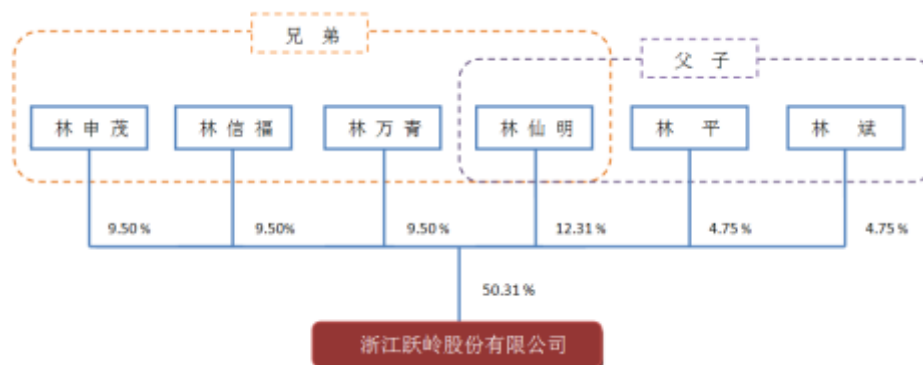 兄 弟
父 子
林 申 茂
林 信 福
林 万 青
林 仙 明
林 平
林 斌
9.50%
9.50%
9.50%
12.31%
4.75%
4.75%
50.31%
浙江跃岭股份有限公司